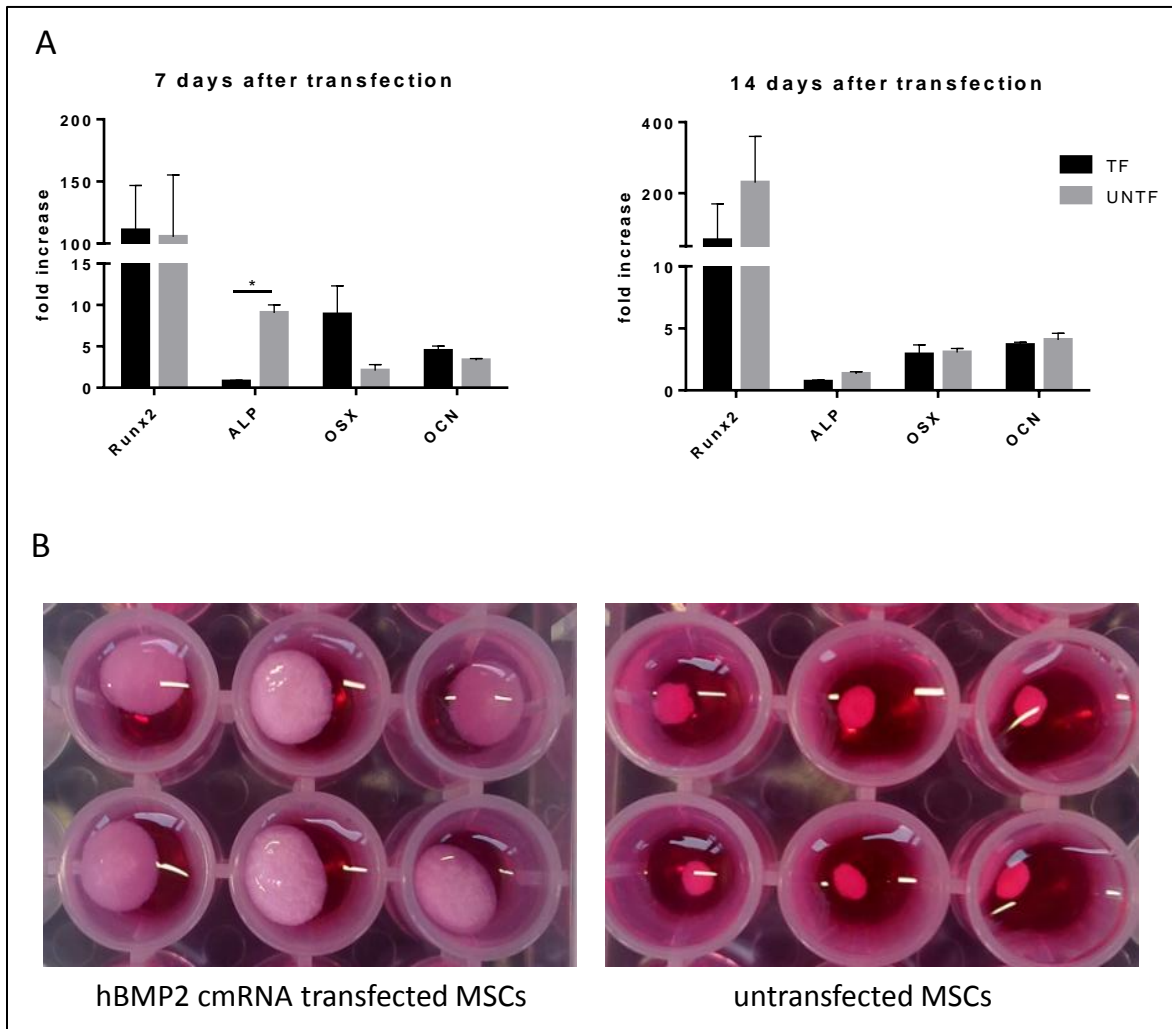 A
7 days after transfection
fold increase
200
150
100
15
10
5
0
*
Runx2
ALP
OSX
OCN
14 days after transfection
fold increase
400
200
10
5
0
Runx2
ALP
OSX
OCN
TF
UNTF
B
hBMP2 cmRNA transfected MSCs
untransfected MSCs